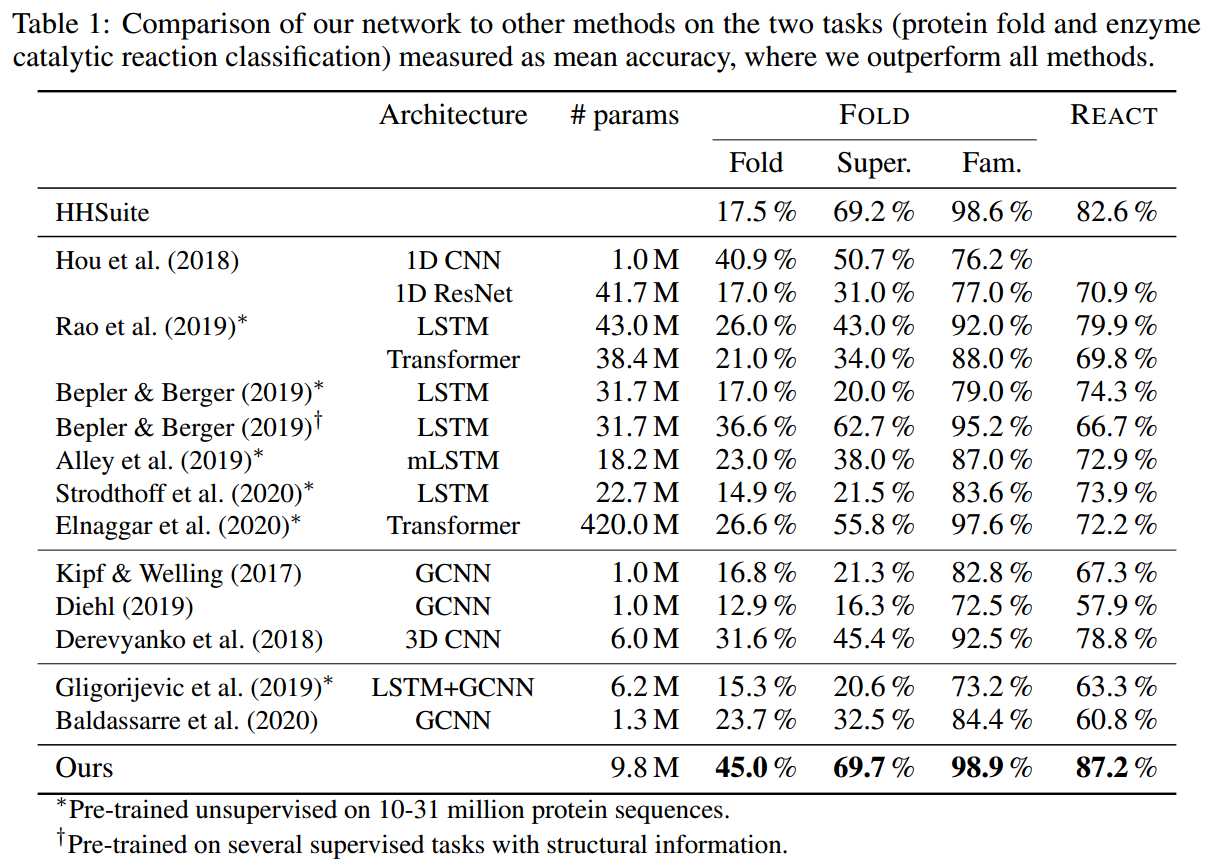 Table 1: Comparison of our network to other methods on the two tasks (protein fold and enzyme
catalytic reaction classification) measured as mean accuracy, where we outperform all methods.
Architecture # params FOLD REACT
Fold Super. Fam.
HHSuite 17.5 % 69.2 % 98.6 % 82.6 %
Hou et al. (2018) 1D CNN 1.0 M 40.9 % 50.7 % 76.2 %
1D ResNet 41.7 M 17.0 % 31.0 % 77.0 % 70.9 %
Rao et al. (2019)* LSTM 43.0 M 26.0 % 43.0 % 92.0 % 79.9 %
Transformer 38.4 M 21.0 % 34.0 % 88.0 % 69.8 %
Bepler & Berger (2019)* LSTM 31.7 M 17.0 % 20.0 % 79.0 % 74.3 %
Bepler & Berger (2019)† LSTM 31.7 M 36.6 % 62.7 % 95.2 % 66.7 %
Alley et al. (2019)* mLSTM 18.2 M 23.0 % 38.0 % 87.0 % 72.9 %
Strodthoff et al. (2020)* LSTM 22.7 M 14.9 % 21.5 % 83.6 % 73.9 %
Elnaggar et al. (2020)* Transformer 420.0 M 26.6 % 55.8 % 97.6 % 72.2 %
Kipf & Welling (2017) GCNN 1.0 M 16.8 % 21.3 % 82.8 % 67.3 %
Diehl (2019) GCNN 1.0 M 12.9 % 16.3 % 72.5 % 57.9 %
Derevyanko et al. (2018) 3D CNN 6.0 M 31.6 % 45.4 % 92.5 % 78.8 %
Gligorijevic et al. (2019)* LSTM+GCNN 6.2 M 15.3 % 20.6 % 73.2 % 63.3 %
Baldassarre et al. (2020) GCNN 1.3 M 23.7 % 32.5 % 84.4 % 60.8 %
Ours 9.8 M 45.0 % 69.7 % 98.9 % 87.2 %
*Pre-trained unsupervised on 10-31 million protein sequences.
†Pre-trained on several supervised tasks with structural information.